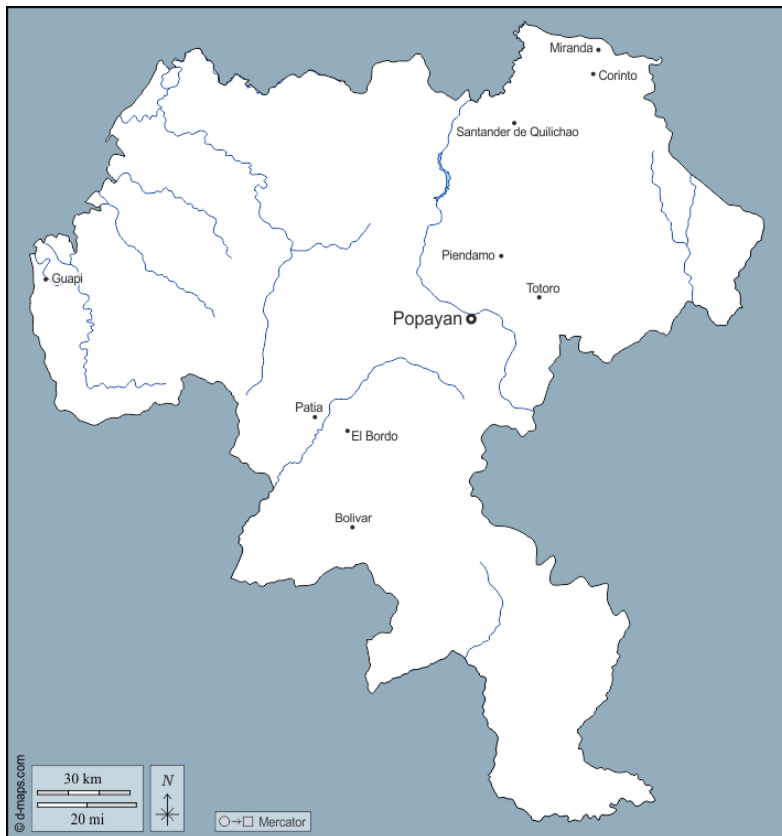 Miranda
Corinto
Santander de Quilichao
Piendamo
Guapi
Totoro
Popayan
Patia
El Bordo
Bolivar
© d-maps.com
30 km
20 mi
N
Mercator